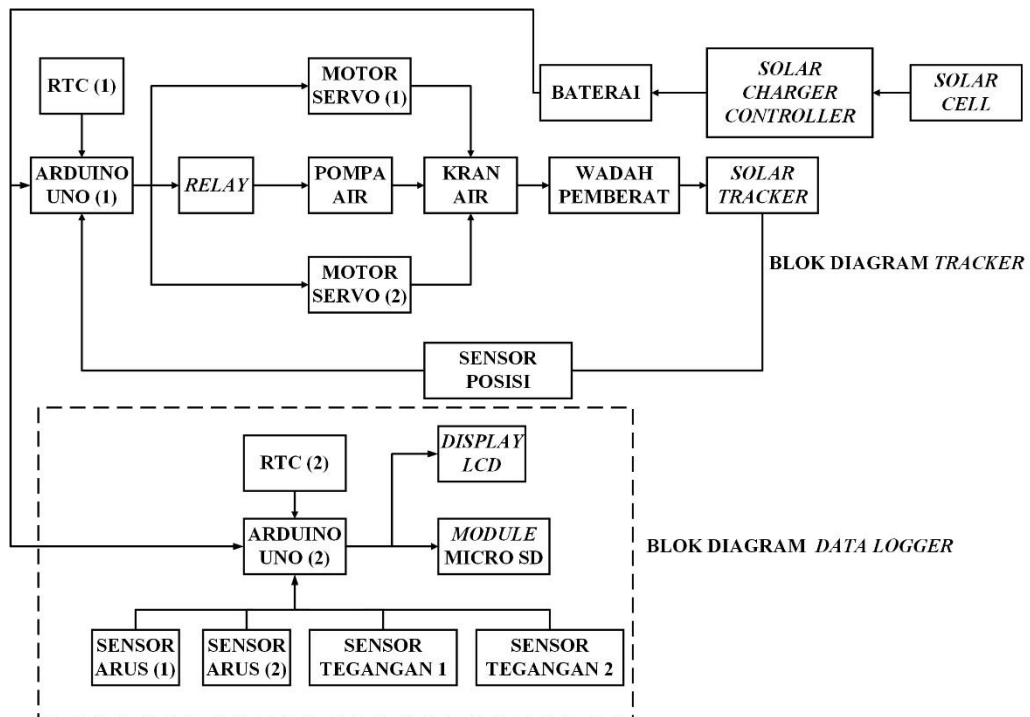 RTC (1)
MOTOR
SERVO (1)
BATERAI
SOLAR
CHARGER
CONTROLLER
SOLAR
CELL
ARDUINO
UNO (1)
RELAY
POMPA
AIR
KRAN
AIR
WADAH
PEMBERAT
SOLAR
TRACKER
MOTOR
SERVO (2)
BLOK DIAGRAM TRACKER
SENSOR
POSISI
RTC (2)
DISPLAY
LCD
ARDUINO
UNO (2)
MODULE
MICRO SD
BLOK DIAGRAM DATA LOGGER
SENSOR
ARUS (1)
SENSOR
ARUS (2)
SENSOR
TEGANGAN 1
SENSOR
TEGANGAN 2